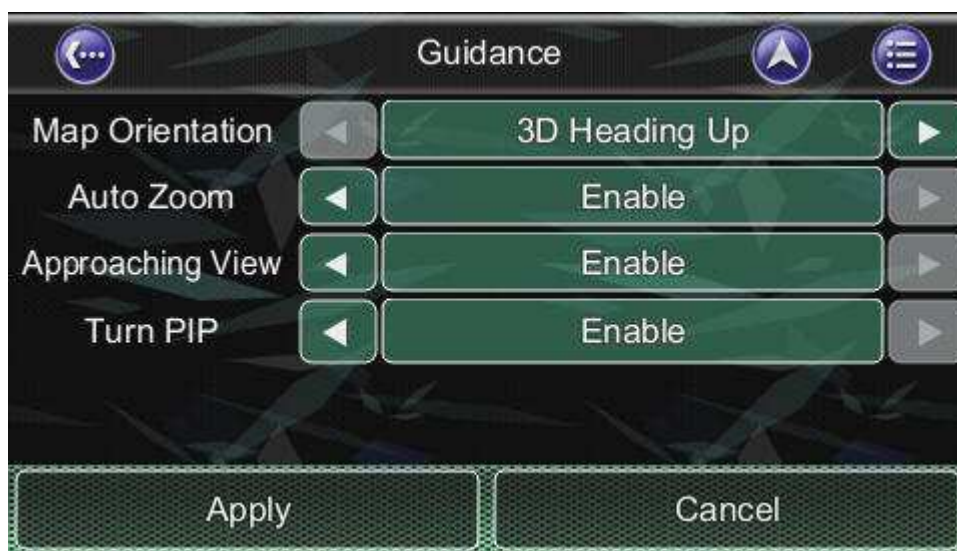 Guidance
Map Orientation 3D Heading Up
Auto Zoom Enable
Approaching View Enable
Turn PIP Enable
Apply Cancel